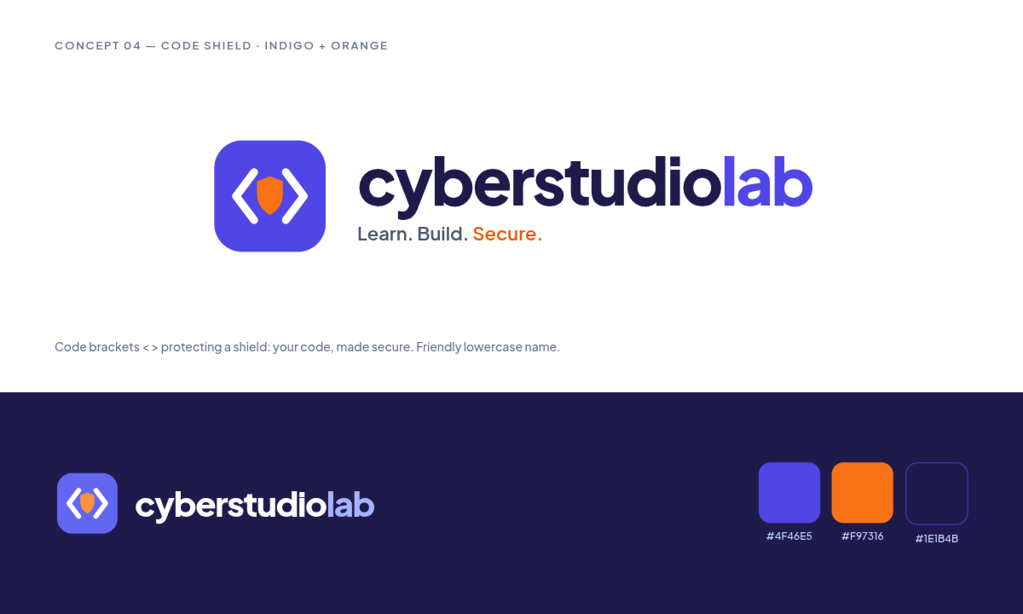 CONCEPT 04 — CODE SHIELD · INDIGO + ORANGE
cyberstudiolab
Learn. Build. Secure.
Code brackets < > protecting a shield: your code, made secure. Friendly lowercase name.
cyberstudiolab
#4F46E5
#F97316
#1E1B4B